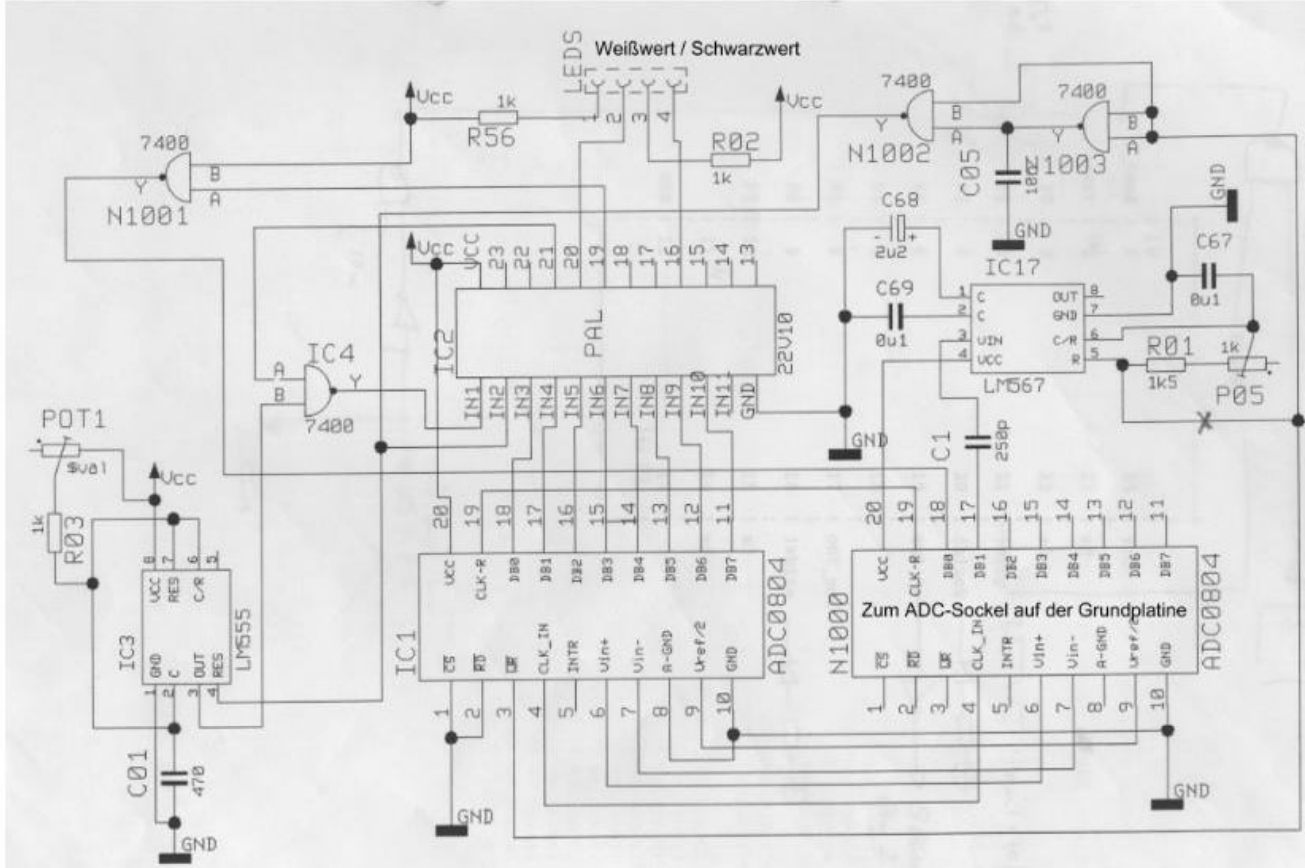 LEDS
Weißwert / Schwarzwert
1
2
3
4
Vcc
1k
R56
R02
1k
Vcc
7400
B
A
Y
N1001
7400
Y
B
A
N1002
7400
Y
B
A
N1003
C05
GND
GND
C67
0u1
C68
- +
2u2
C69
0u1
IC17
1 C
2 C
3 VIN
4 VCC
OUT 8
GND 7
C/R 6
R 5
LM567
R01
1k5
1k
P05
Vcc
VCC
23
22
21
20
19
18
17
16
15
14
13
IC2
PAL
22V10
IN1
IN2
IN3
IN4
IN5
IN6
IN7
IN8
IN9
IN10
IN11
GND
GND
IC4
A
B
Y
7400
C1
250p
POT1
$val
Vcc
1k
R03
8
7
6
5
VCC
RES
C/R
GND
C
OUT
RES
IC3
LM555
1
2
3
4
C01
470
GND
20
19
18
17
16
15
14
13
12
11
VCC
CLK-R
DB0
DB1
DB2
DB3
DB4
DB5
DB6
DB7
IC1
ADC0804
CS
RD
WR
CLK_IN
INTR
Vin+
Vin-
A-GND
Vref/2
GND
1
2
3
4
5
6
7
8
9
10
GND
20
19
18
17
16
15
14
13
12
11
VCC
CLK-R
DB0
DB1
DB2
DB3
DB4
DB5
DB6
DB7
Zum ADC-Sockel auf der Grundplatine
N1000
ADC0804
CS
RD
WR
CLK_IN
INTR
Vin+
Vin-
A-GND
Vref/2
GND
1
2
3
4
5
6
7
8
9
10
GND